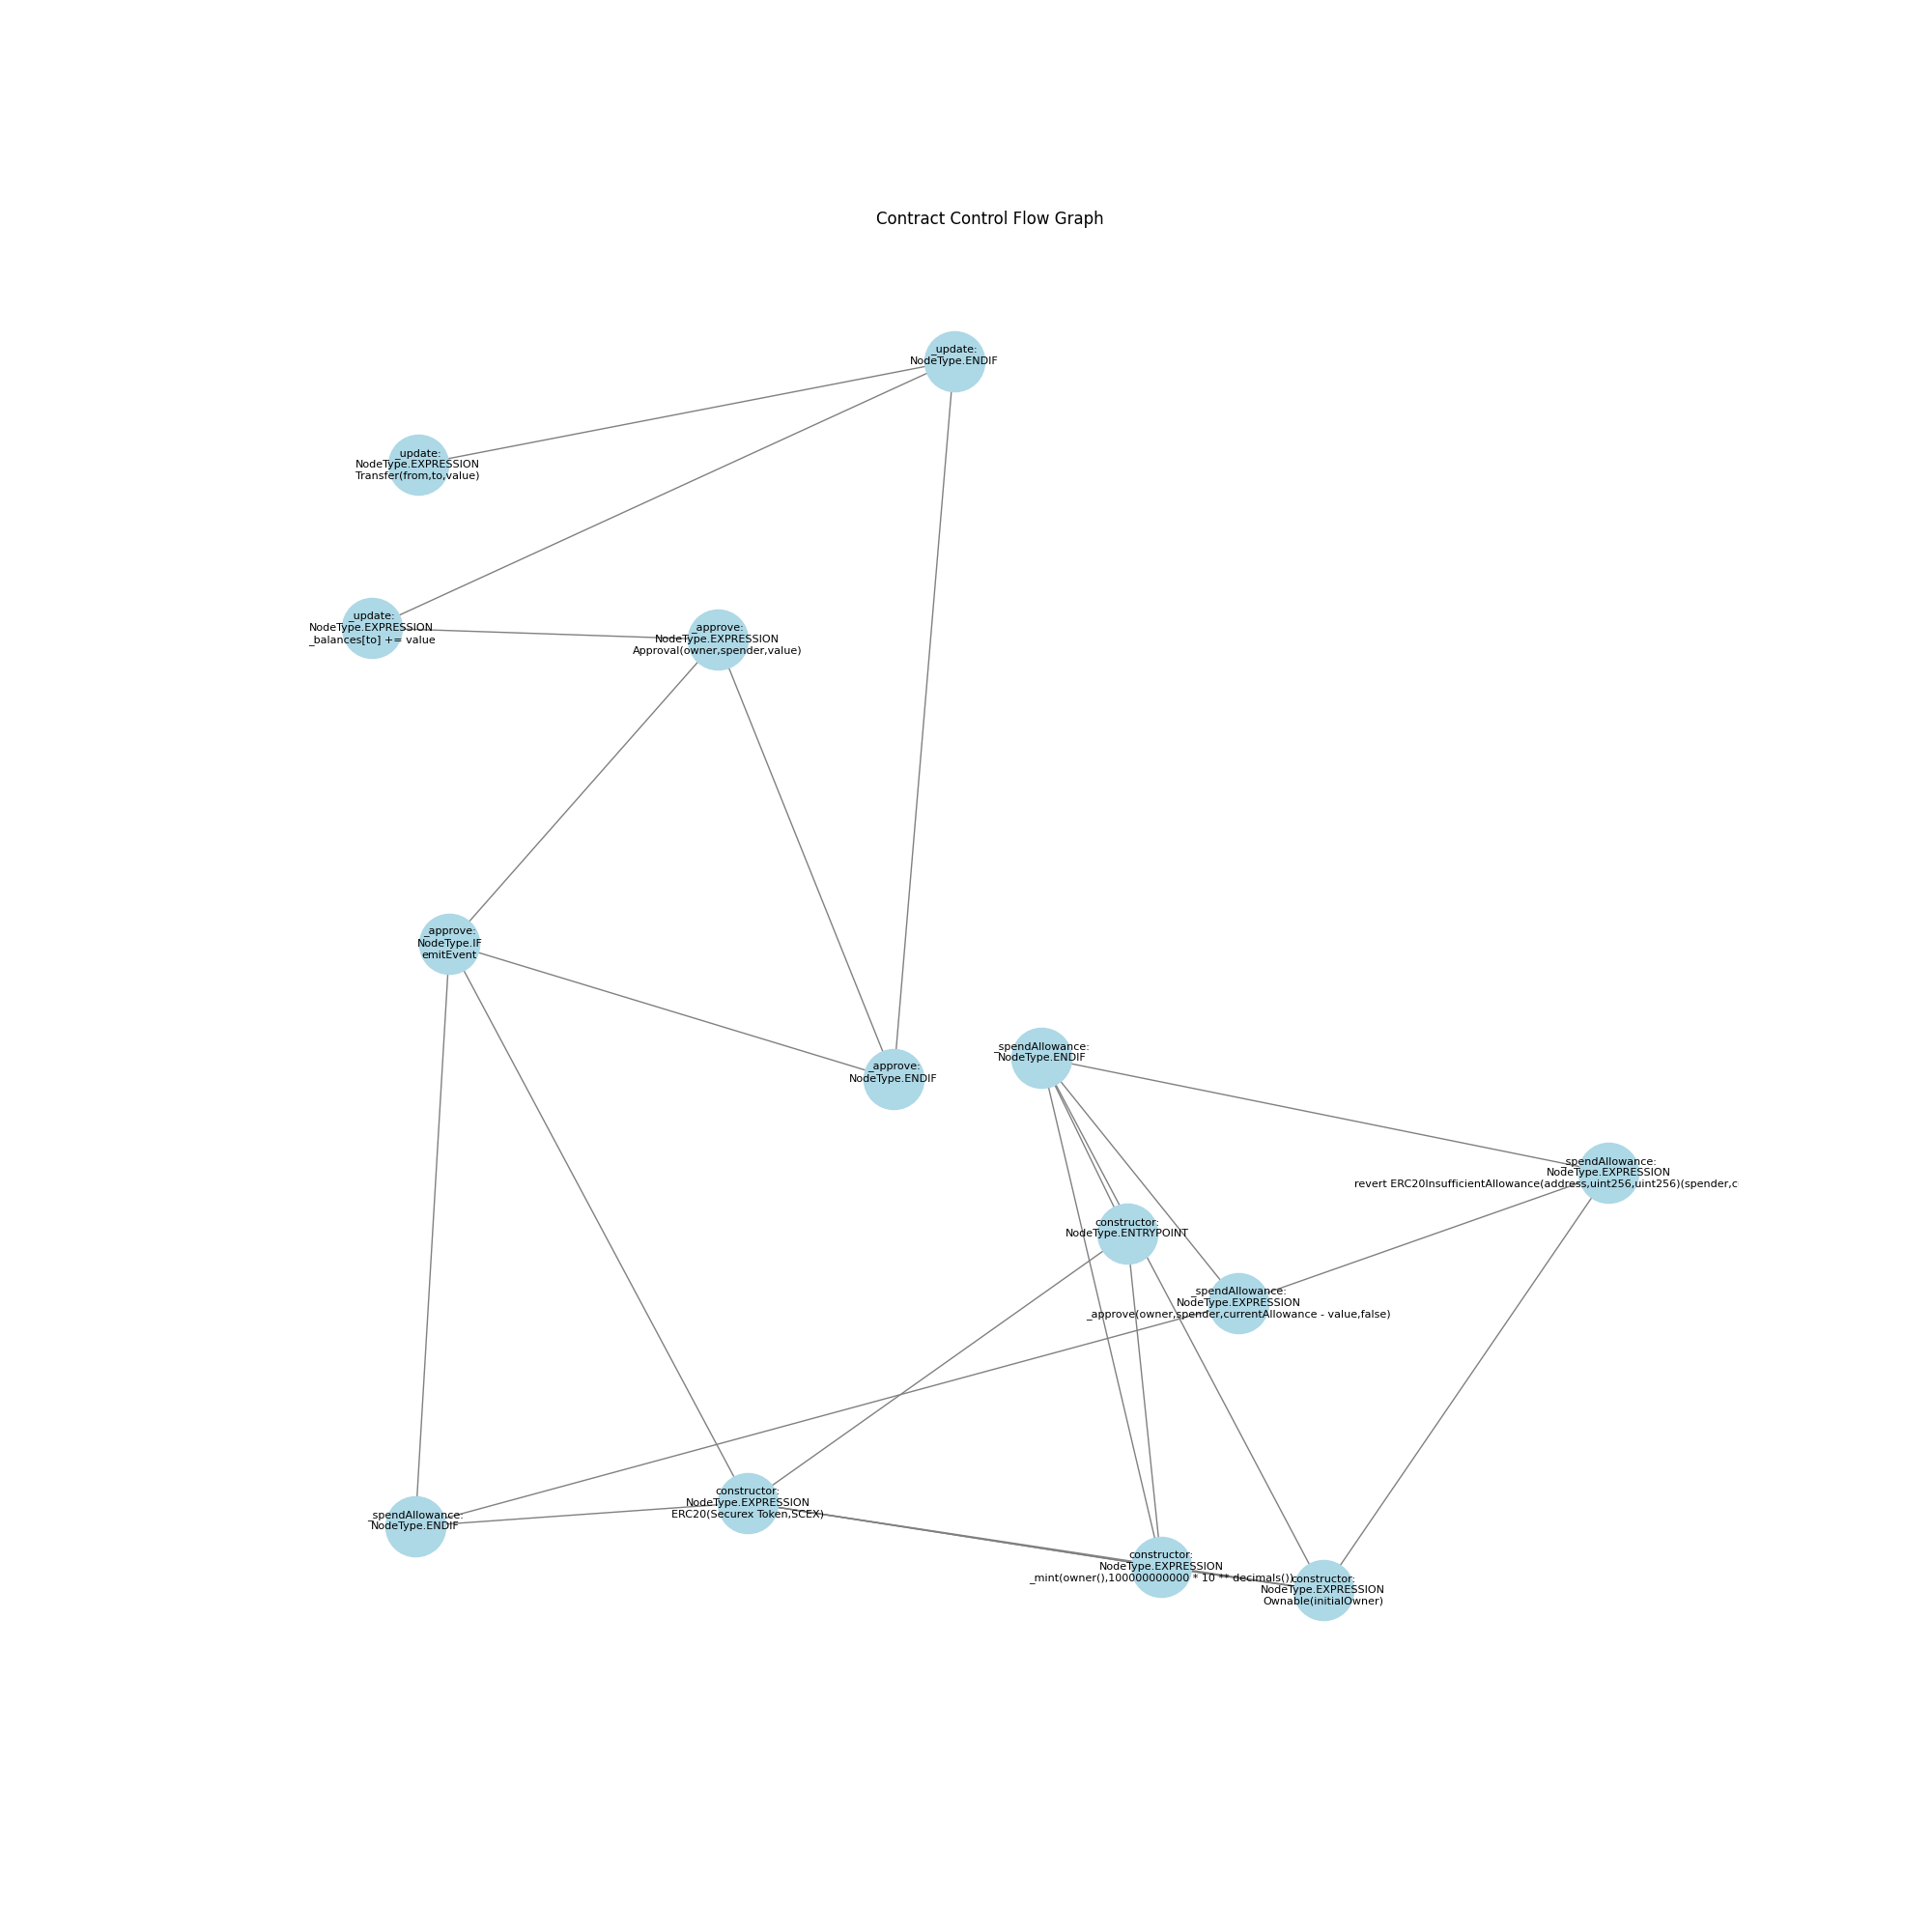 Contract Control Flow Graph
_update:
NodeType.ENDIF
_update:
NodeType.EXPRESSION
Transfer(from,to,value)
_update:
NodeType.EXPRESSION
_balances[to] += value
_approve:
NodeType.EXPRESSION
Approval(owner,spender,value)
_approve:
NodeType.IF
emitEvent
_approve:
NodeType.ENDIF
_spendAllowance:
NodeType.ENDIF
_spendAllowance:
NodeType.EXPRESSION
revert ERC20InsufficientAllowance(address,uint256,uint256)(spender,c
constructor:
NodeType.ENTRYPOINT
_spendAllowance:
NodeType.EXPRESSION
_approve(owner,spender,currentAllowance - value,false)
constructor:
NodeType.EXPRESSION
ERC20(Securex Token,SCEX)
_spendAllowance:
NodeType.ENDIF
constructor:
NodeType.EXPRESSION
_mint(owner(),100000000000 * 10 ** decimals())
constructor:
NodeType.EXPRESSION
Ownable(initialOwner)